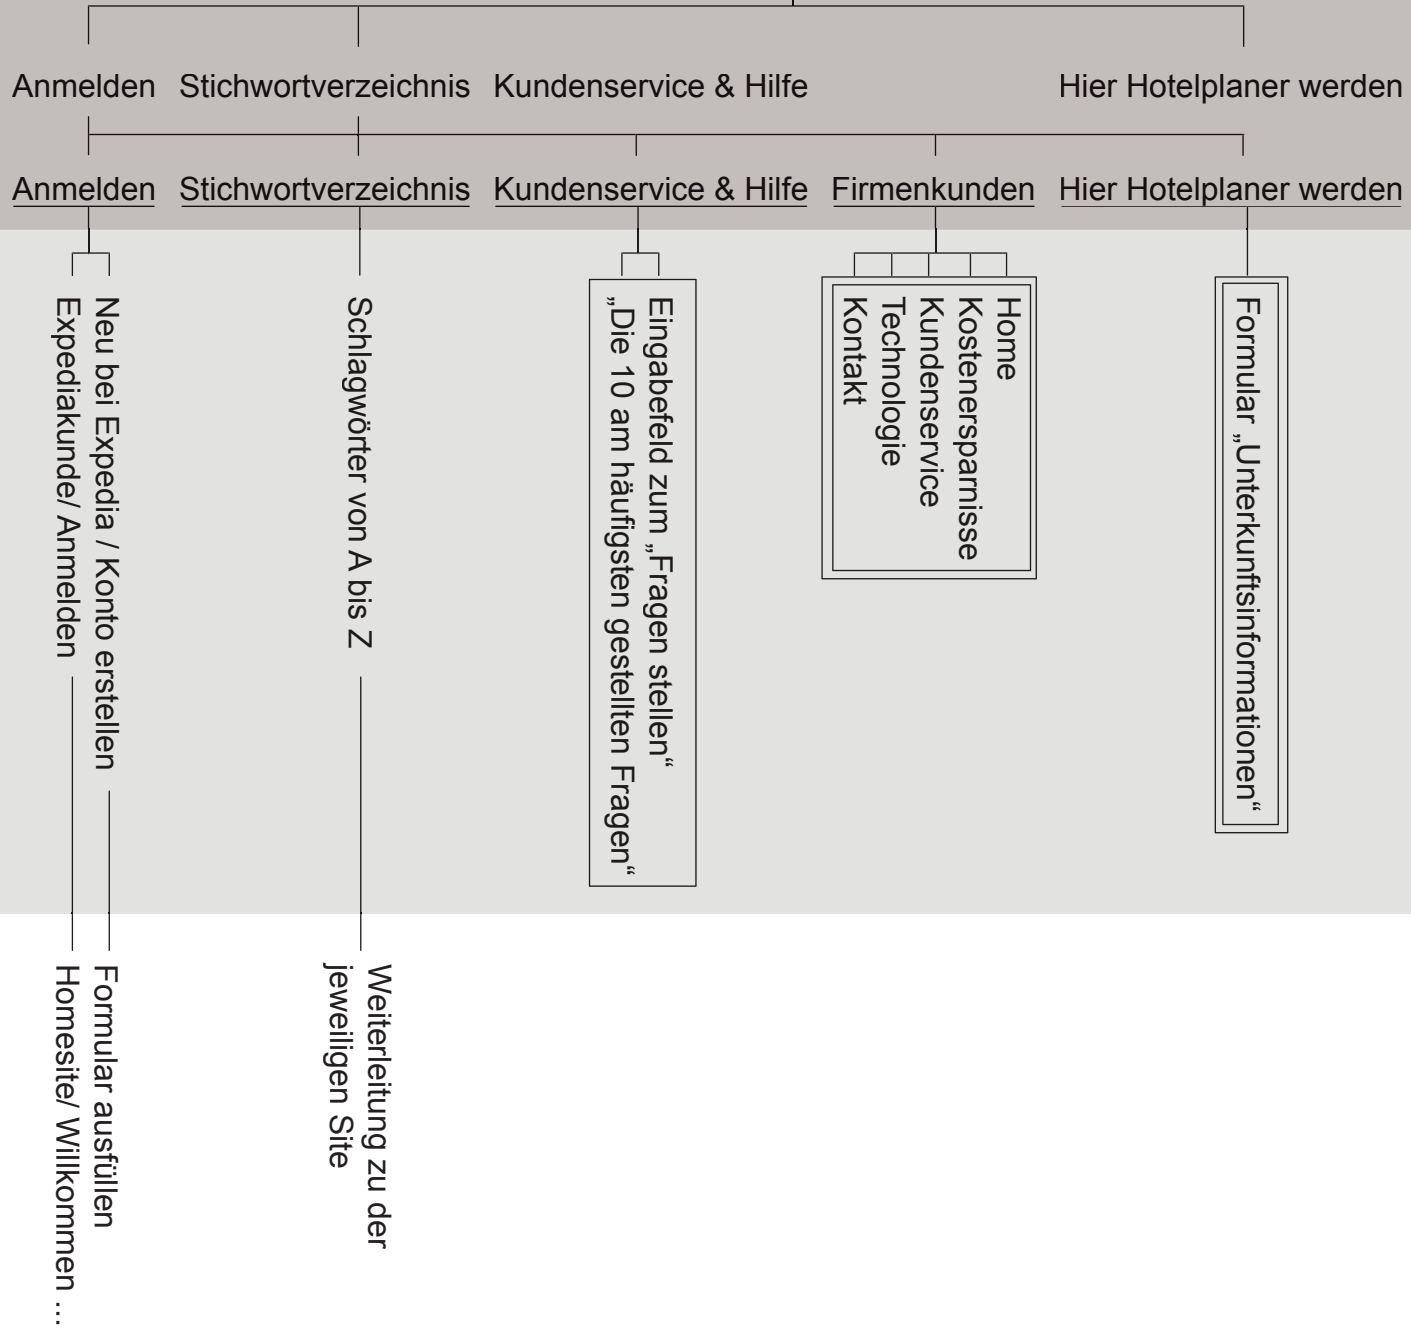 Anmelden Stichwortverzeichnis Kundenservice & Hilfe Hier Hotelplaner werden
Anmelden Stichwortverzeichnis Kundenservice & Hilfe Firmenkunden Hier Hotelplaner werden
Neu bei Expedia / Konto erstellen
Expediakunde/ Anmelden
Schlagwörter von A bis Z
Eingabefeld zum „Fragen stellen“
„Die 10 am häufigsten gestellten Fragen“
Home
Kostenersparnisse
Kundenservice
Technologie
Kontakt
Formular „Unterkunftsinformationen“
Formular ausfüllen
Homesite/ Willkommen ...
Weiterleitung zu der
jeweiligen Site